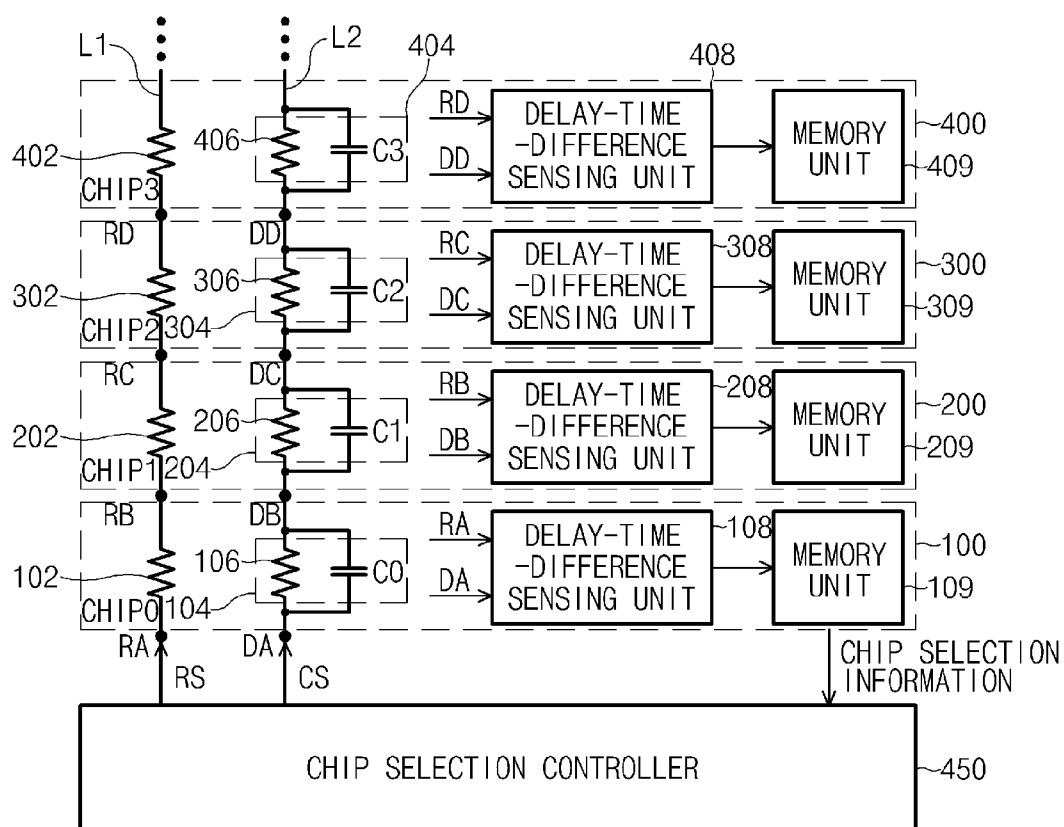 L1
L2
404
408
402
406
C3
RD
DD
DELAY-TIME
-DIFFERENCE
SENSING UNIT
MEMORY
UNIT
400
409
CHIP3
RD
DD
302
306
C2
RC
DC
DELAY-TIME
-DIFFERENCE
SENSING UNIT
308
MEMORY
UNIT
300
309
CHIP2
304
RC
DC
202
206
C1
RB
DB
DELAY-TIME
-DIFFERENCE
SENSING UNIT
208
MEMORY
UNIT
200
209
CHIP1
204
RB
DB
102
106
C0
RA
DA
DELAY-TIME
-DIFFERENCE
SENSING UNIT
108
MEMORY
UNIT
100
109
CHIP0
104
RA
DA
RS
CS
CHIP SELECTION
INFORMATION
CHIP SELECTION CONTROLLER
450